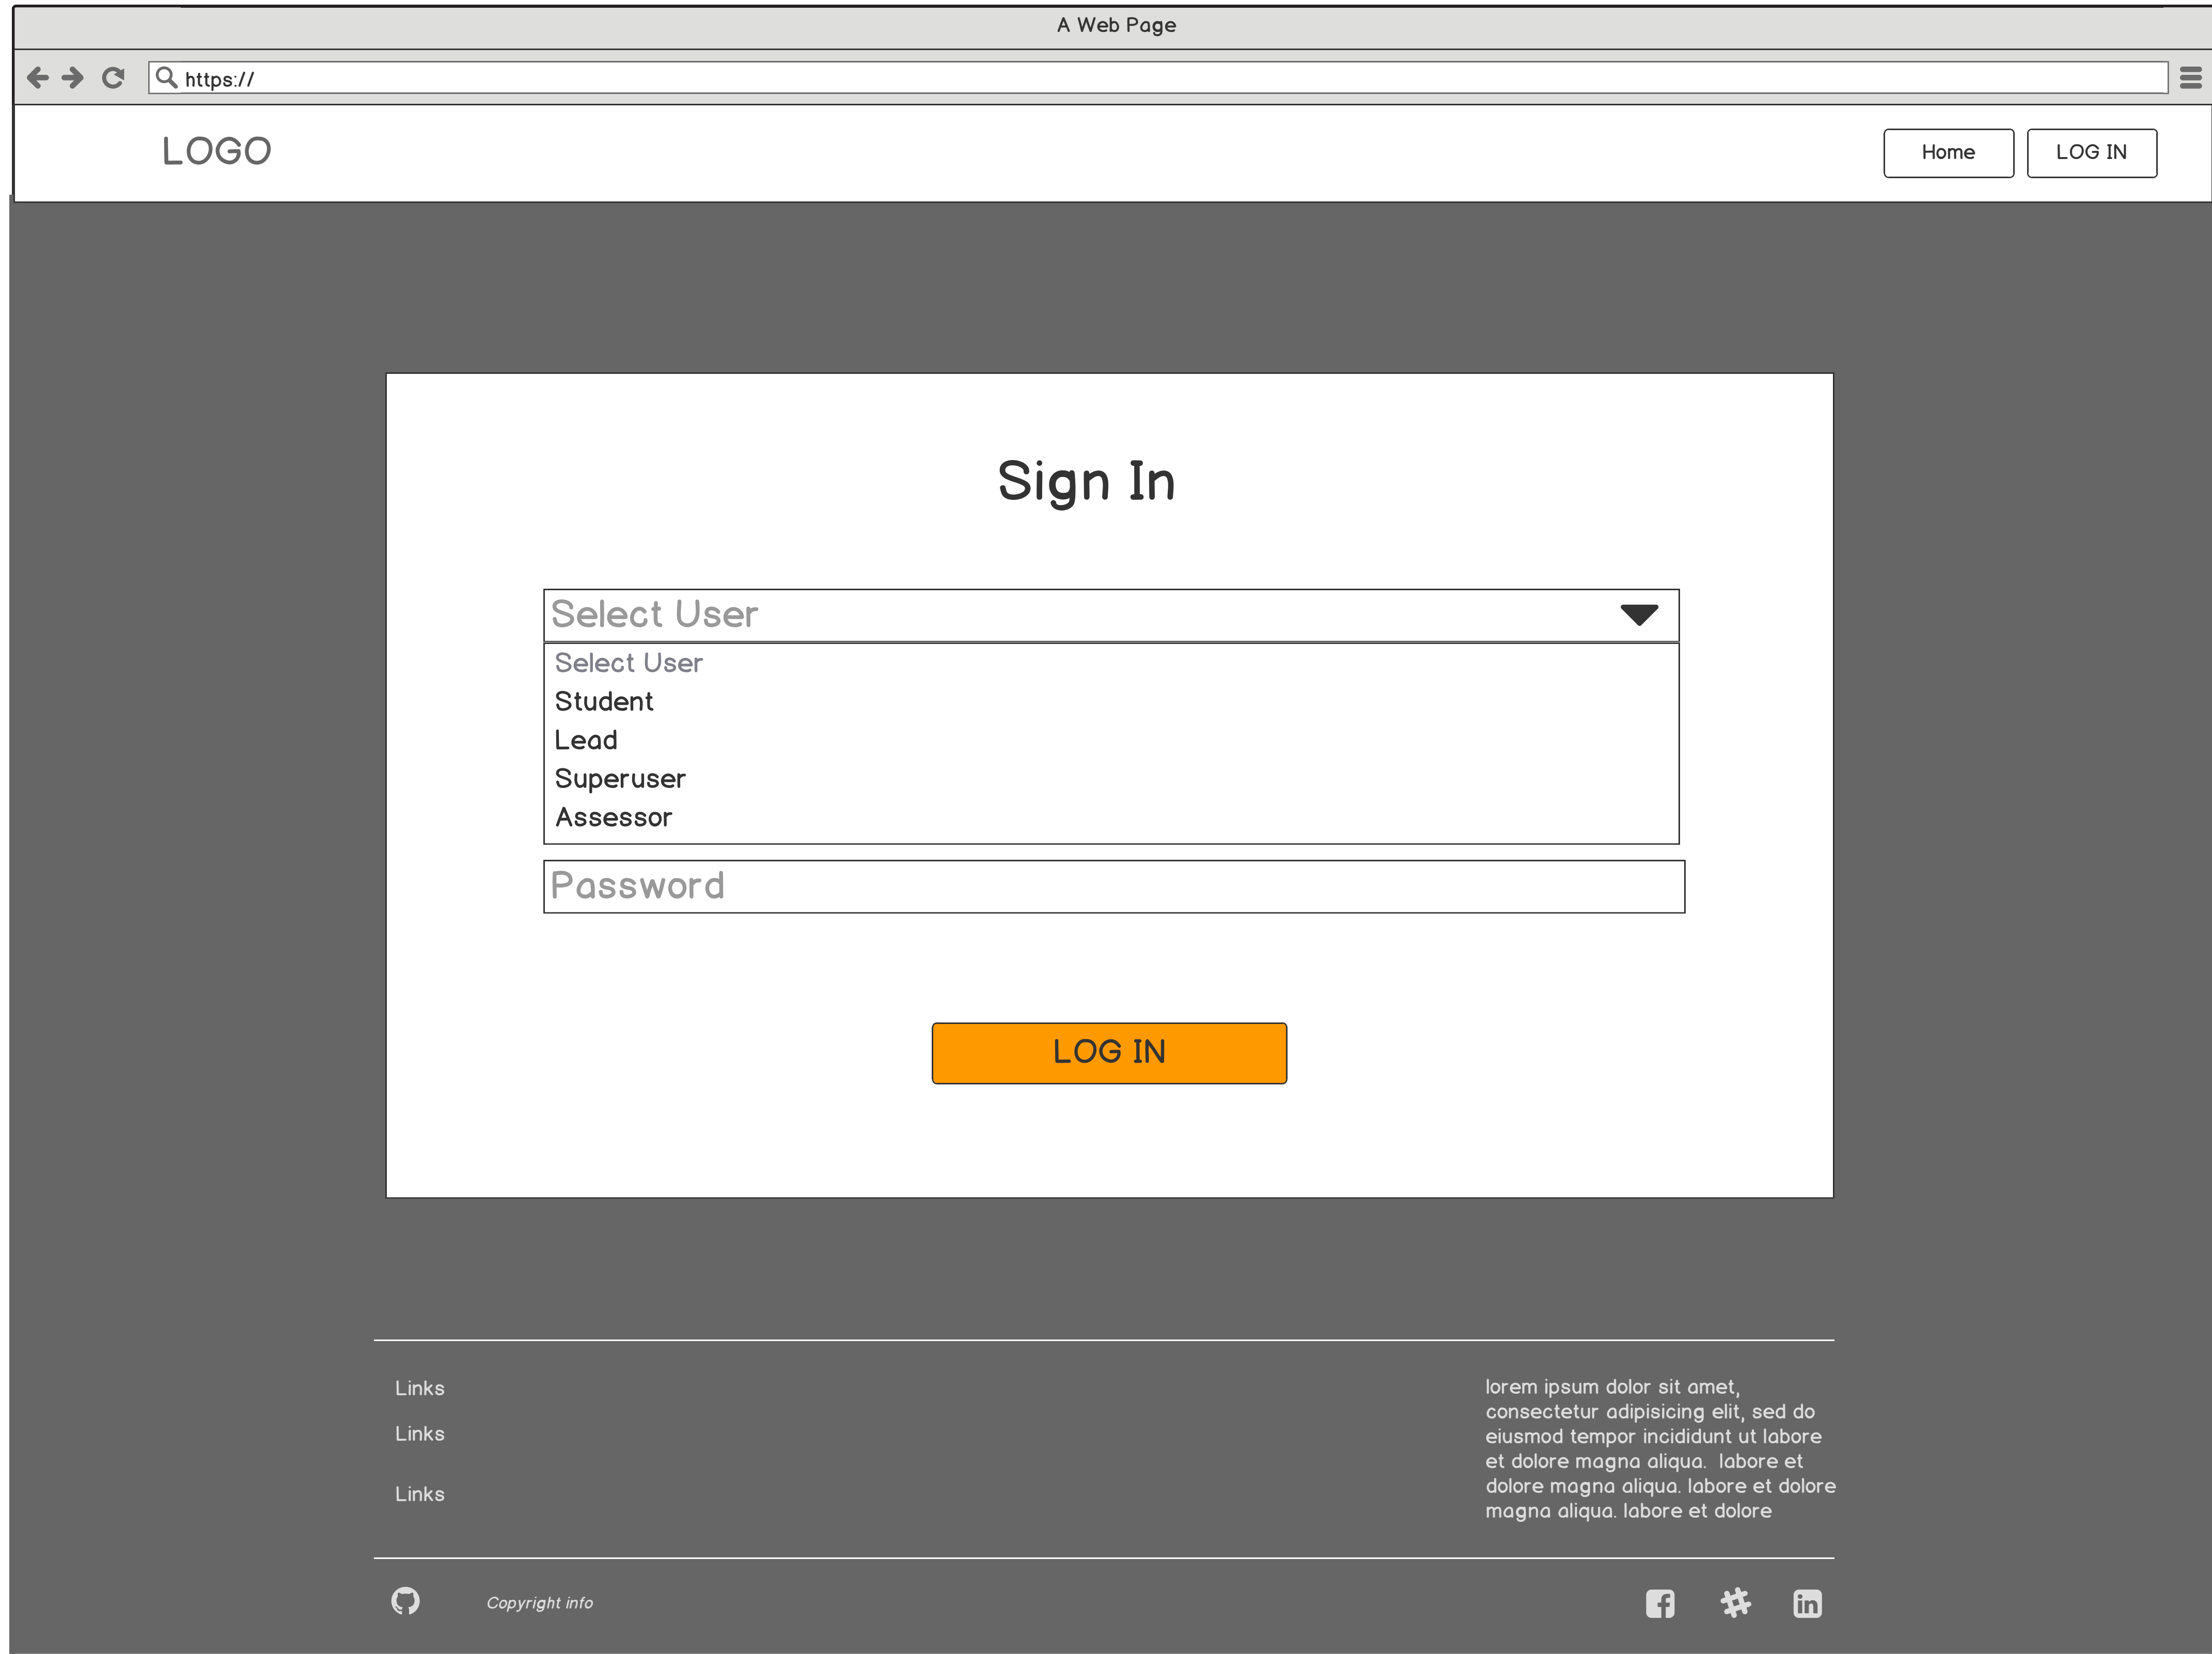 A Web Page
https://
LOGO
Home
LOG IN
Sign In
Select User
Select User
Student
Lead
Superuser
Assessor
Password
LOG IN
Links
Links
Links
lorem ipsum dolor sit amet,
consectetur adipisicing elit, sed do
eiusmod tempor incididunt ut labore
et dolore magna aliqua.  labore et
dolore magna aliqua. labore et dolore
magna aliqua. labore et dolore
Copyright info